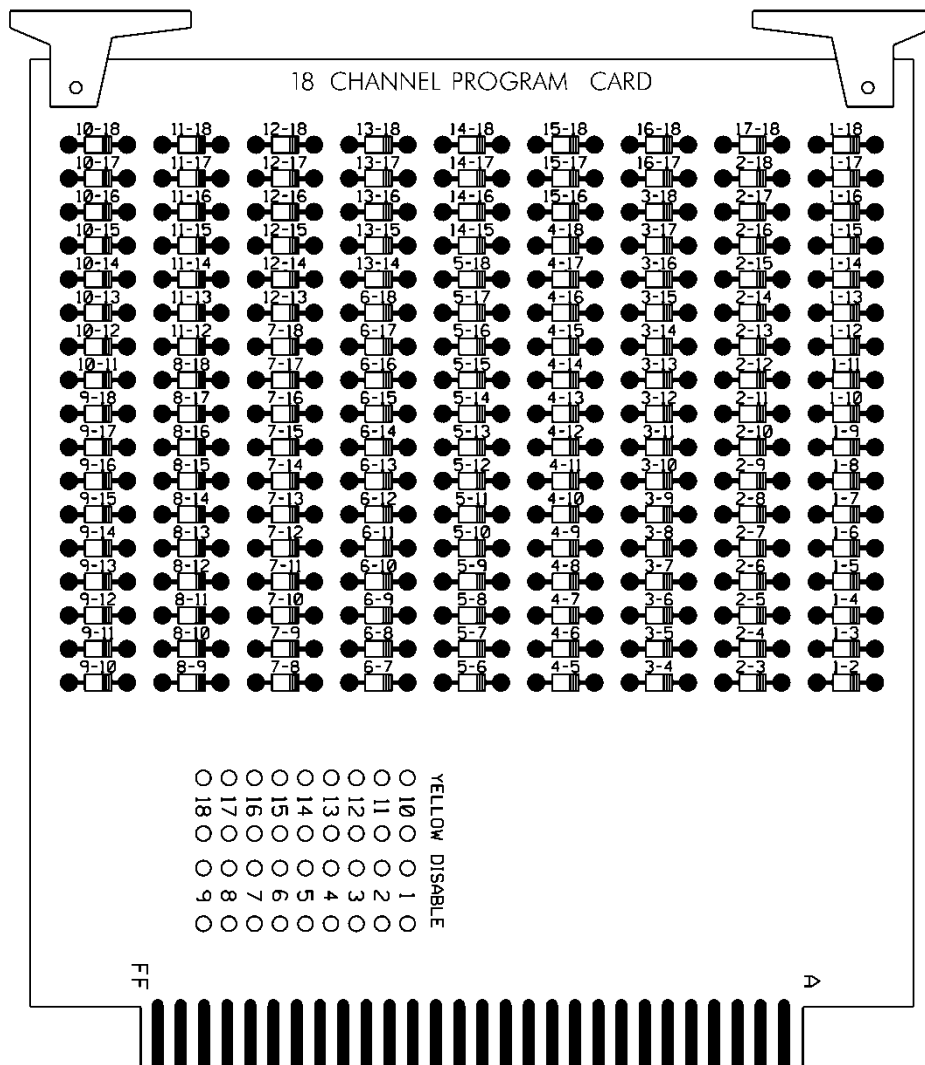 18 CHANNEL PROGRAM CARD
10-18 11-18 12-18 13-18 14-18 15-18 16-18 17-18 1-18
10-17 11-17 12-17 13-17 14-17 15-17 16-17 2-18 1-17
10-16 11-16 12-16 13-16 14-16 15-16 3-18 2-17 1-16
10-15 11-15 12-15 13-15 14-15 4-18 3-17 2-16 1-15
10-14 11-14 12-14 13-14 5-18 4-17 3-16 2-15 1-14
10-13 11-13 12-13 6-18 5-17 4-16 3-15 2-14 1-13
10-12 11-12 7-18 6-17 5-16 4-15 3-14 2-13 1-12
10-11 8-18 7-17 6-16 5-15 4-14 3-13 2-12 1-11
9-18 8-17 7-16 6-15 5-14 4-13 3-12 2-11 1-10
9-17 8-16 7-15 6-14 5-13 4-12 3-11 2-10 1-9
9-16 8-15 7-14 6-13 5-12 4-11 3-10 2-9 1-8
9-15 8-14 7-13 6-12 5-11 4-10 3-9 2-8 1-7
9-14 8-13 7-12 6-11 5-10 4-9 3-8 2-7 1-6
9-13 8-12 7-11 6-10 5-9 4-8 3-7 2-6 1-5
9-12 8-11 7-10 6-9 5-8 4-7 3-6 2-5 1-4
9-11 8-10 7-9 6-8 5-7 4-6 3-5 2-4 1-3
9-10 8-9 7-8 6-7 5-6 4-5 3-4 2-3 1-2
YELLOW DISABLE
10 1
11 2
12 3
13 4
14 5
15 6
16 7
17 8
18 9
FF
A